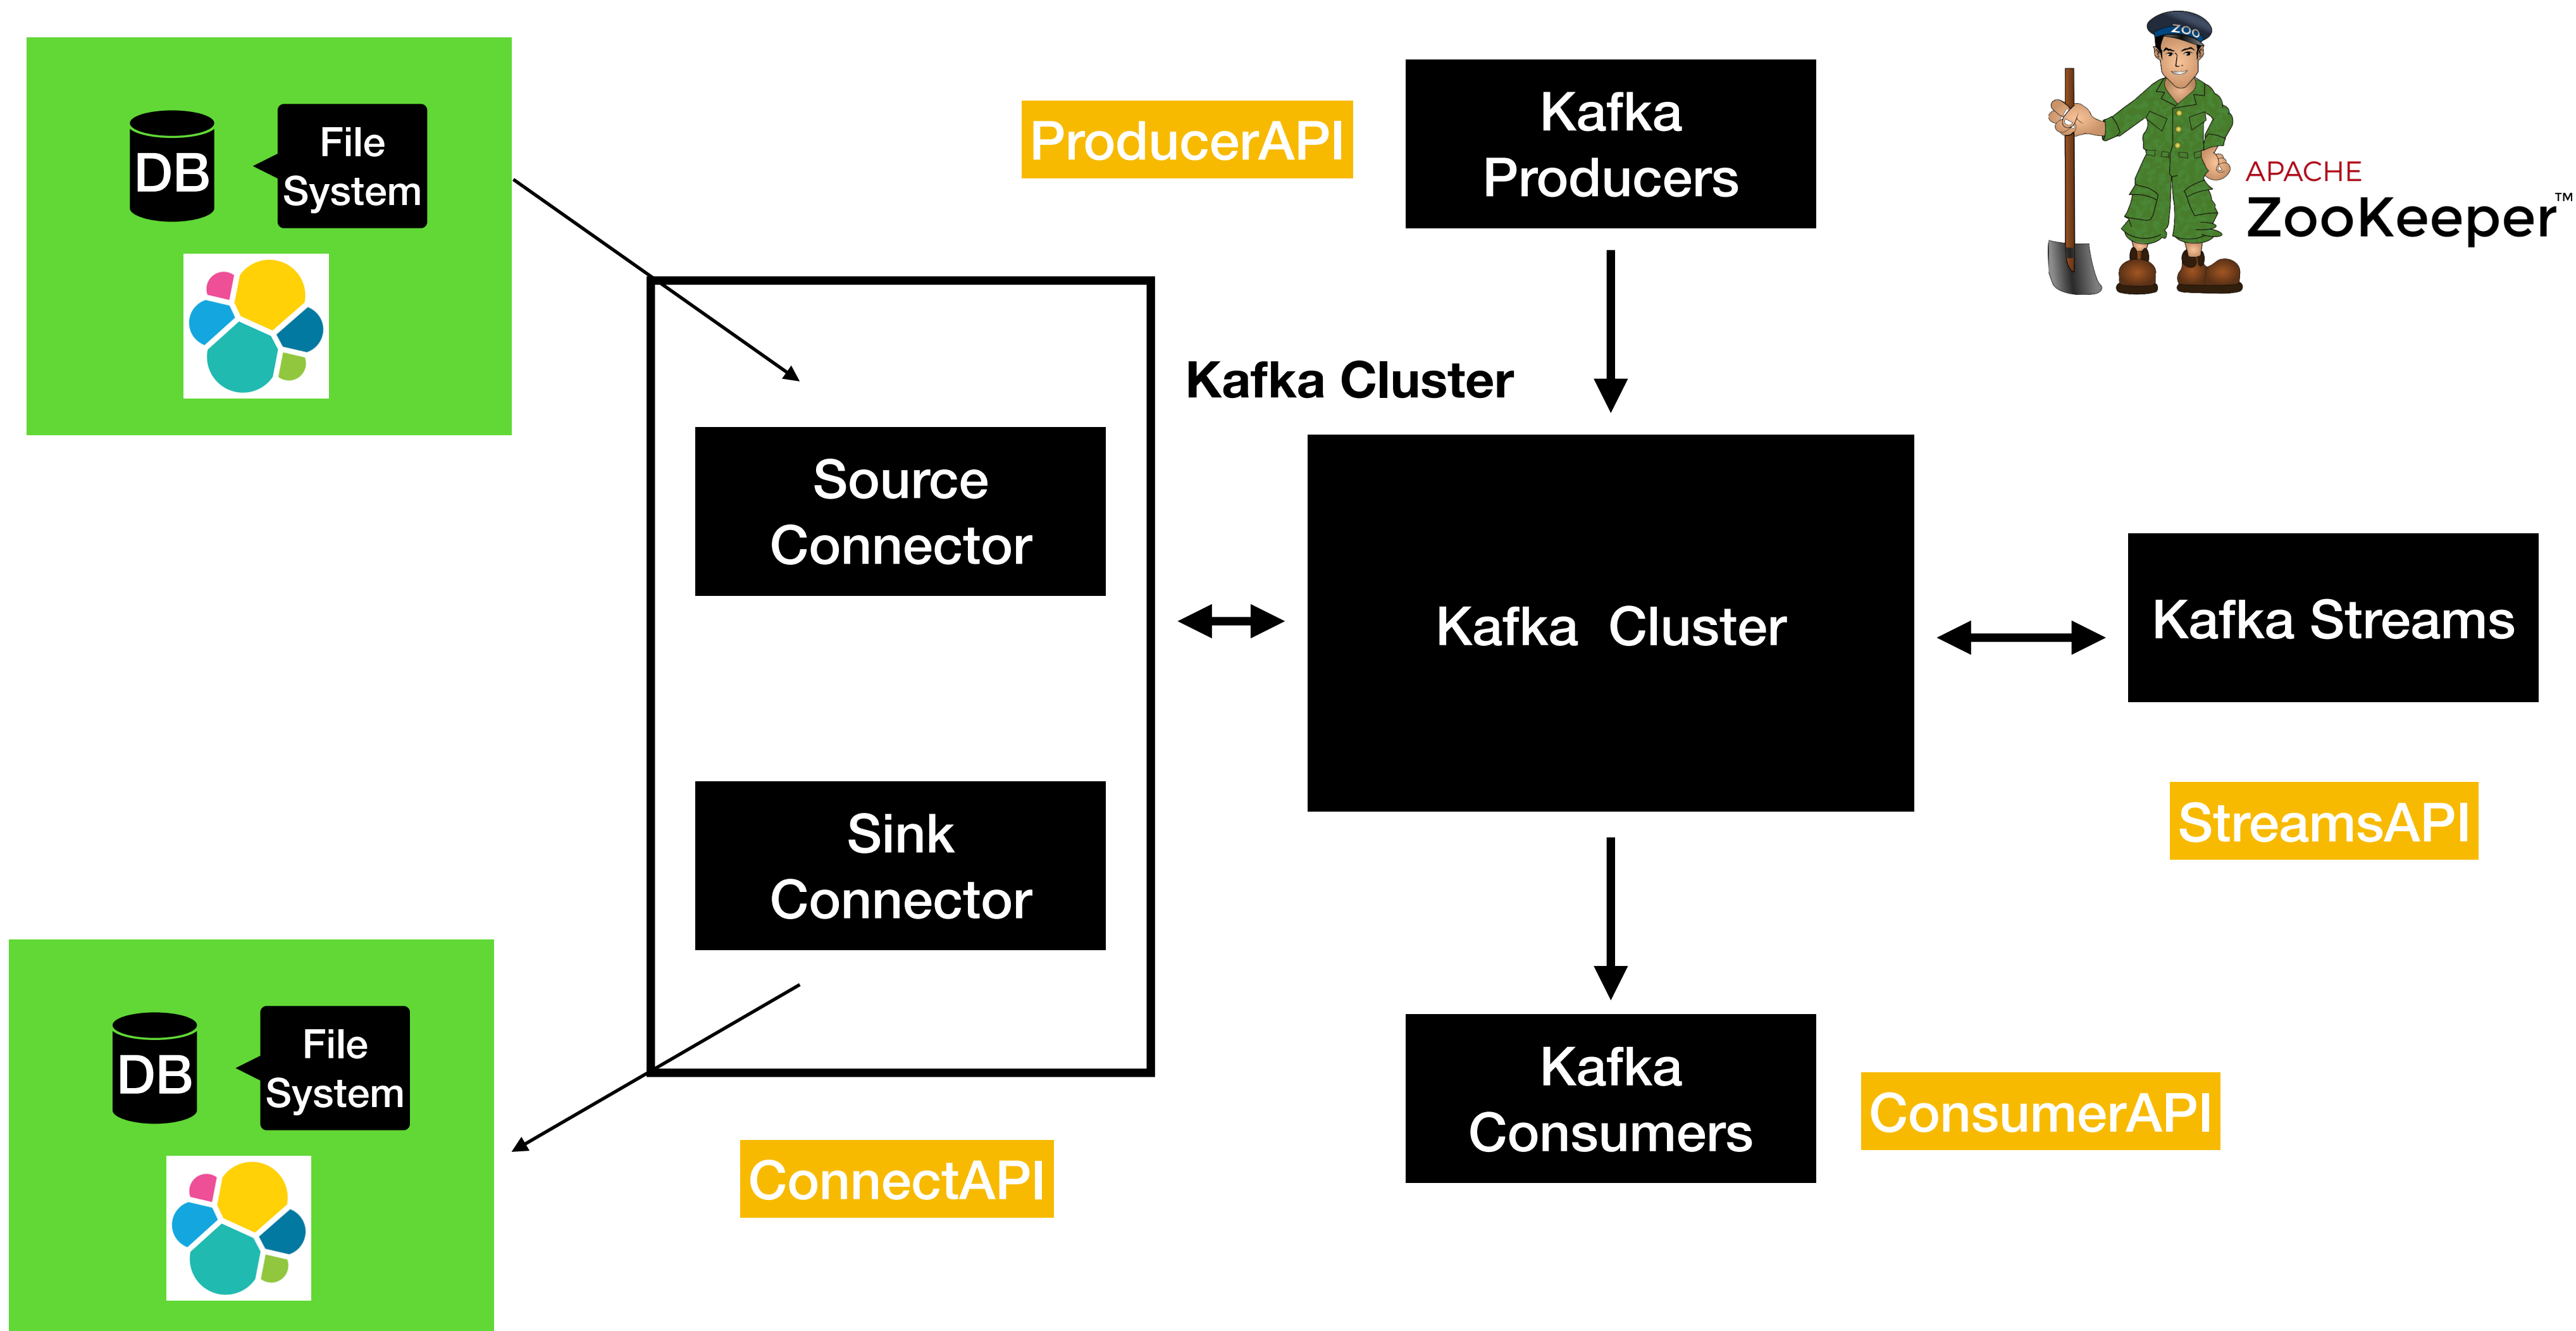 DB
File
System
ProducerAPI
Kafka
Producers
ZOO
APACHE
ZooKeeper™
Kafka Cluster
Source
Connector
Kafka  Cluster
Kafka Streams
StreamsAPI
Sink
Connector
DB
File
System
Kafka
Consumers
ConsumerAPI
ConnectAPI